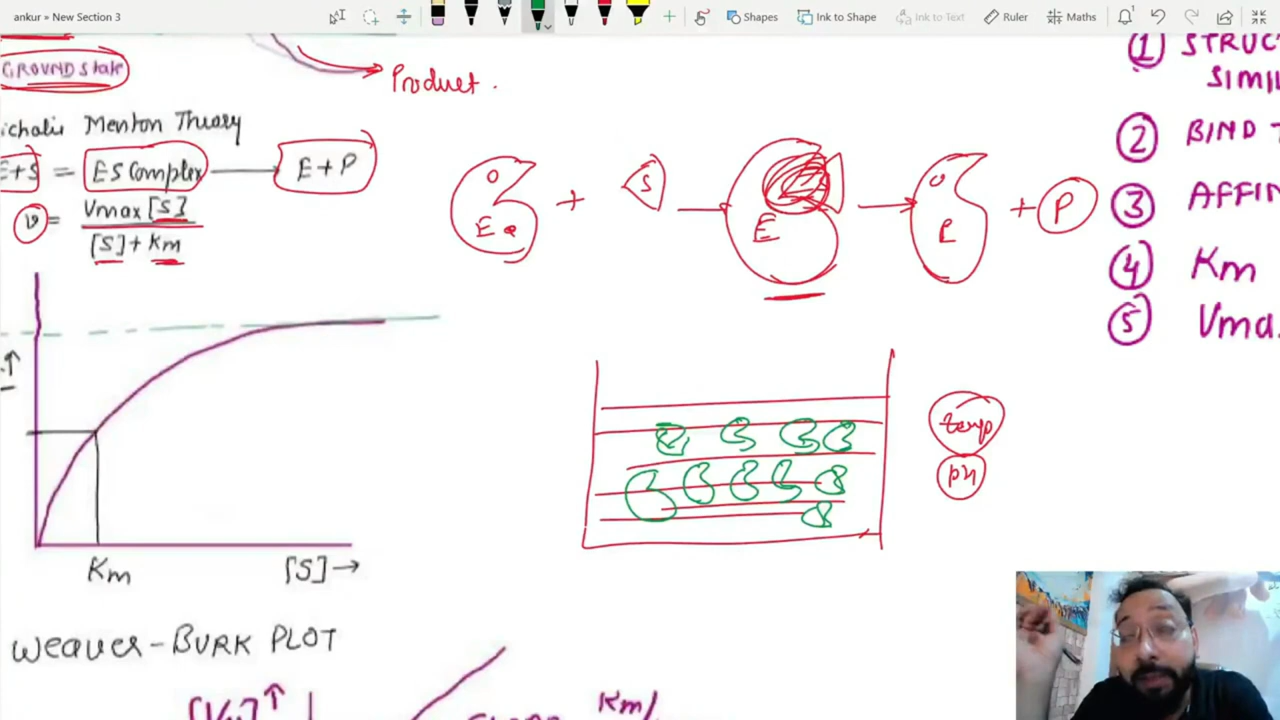 ankur » New Section 3
Shapes
Ink to Shape
Ink to Text
Ruler
Maths
GROUND State
Product.
ichalis Menton Theory
E+S = ES Complex → E + P
v = Vmax [S]
[S] + Km
O
E
+
S
→
E
→
O
+ P
① STRUC
SIMIL
② BIND T
③ AFFIN
④ Km
⑤ Vma
temp
pH
Km
[S] →
WEAVER - BURK PLOT
Km/